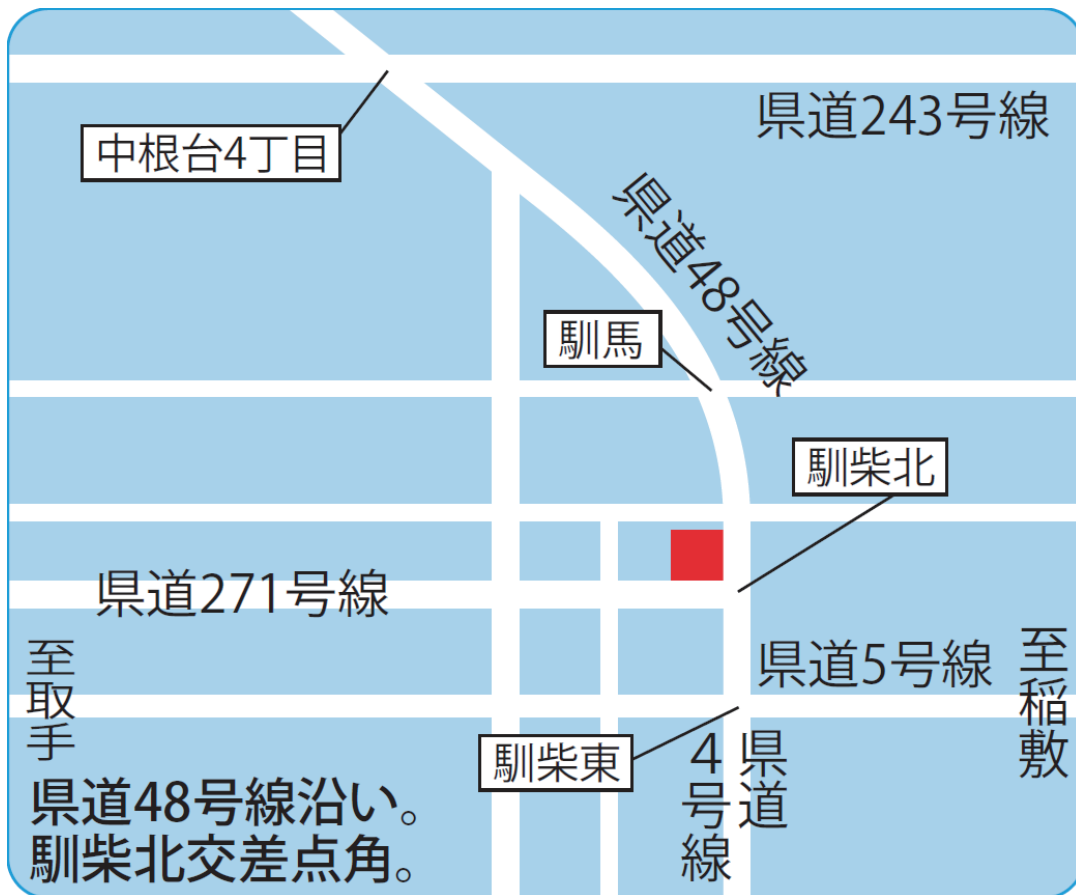 県道243号線
中根台4丁目
県道48号線
馴馬
馴柴北
県道271号線
至取手
県道5号線
至稲敷
馴柴東
県道
4号線
県道48号線沿い。
馴柴北交差点角。